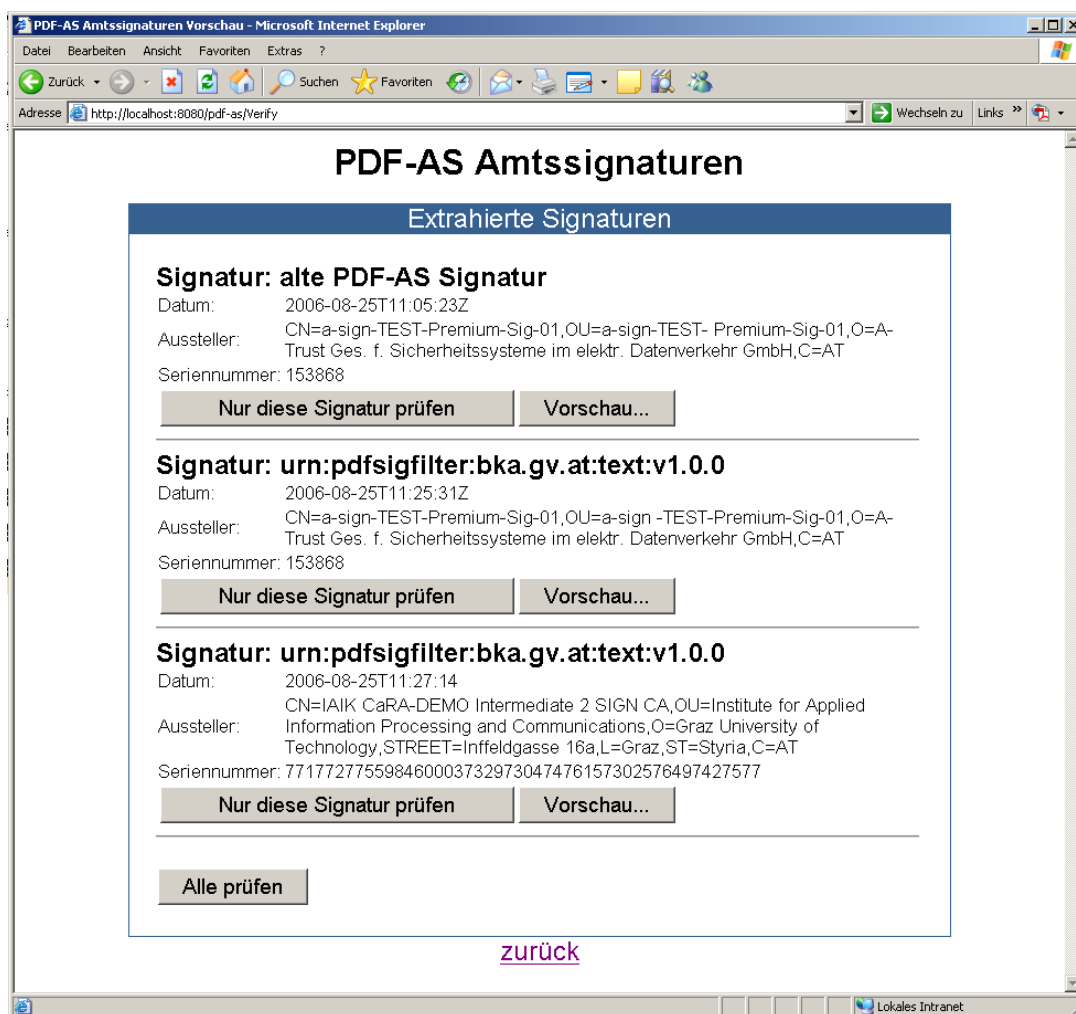 PDF-AS Amtssignaturen Vorschau - Microsoft Internet Explorer
Datei Bearbeiten Ansicht Favoriten Extras ?
Zurück Suchen Favoriten
Adresse http://localhost:8080/pdf-as/Verify Wechseln zu Links »
PDF-AS Amtssignaturen
Extrahierte Signaturen
Signatur: alte PDF-AS Signatur
Datum: 2006-08-25T11:05:23Z
Aussteller: CN=a-sign-TEST-Premium-Sig-01,OU=a-sign-TEST- Premium-Sig-01,O=A-
Trust Ges. f. Sicherheitssysteme im elektr. Datenverkehr GmbH,C=AT
Seriennummer: 153868
Nur diese Signatur prüfen Vorschau...
Signatur: urn:pdfsigfilter:bka.gv.at:text:v1.0.0
Datum: 2006-08-25T11:25:31Z
Aussteller: CN=a-sign-TEST-Premium-Sig-01,OU=a-sign -TEST-Premium-Sig-01,O=A-
Trust Ges. f. Sicherheitssysteme im elektr. Datenverkehr GmbH,C=AT
Seriennummer: 153868
Nur diese Signatur prüfen Vorschau...
Signatur: urn:pdfsigfilter:bka.gv.at:text:v1.0.0
Datum: 2006-08-25T11:27:14
CN=IAIK CaRA-DEMO Intermediate 2 SIGN CA,OU=Institute for Applied
Aussteller: Information Processing and Communications,O=Graz University of
Technology,STREET=Inffeldgasse 16a,L=Graz,ST=Styria,C=AT
Seriennummer: 771772775598460003732973047476157302576497427577
Nur diese Signatur prüfen Vorschau...
Alle prüfen
zurück
Lokales Intranet